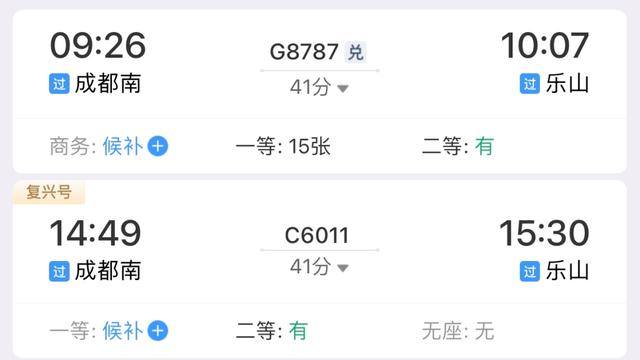 09:26 G8787 兑 10:07
过 成都南 41分 过 乐山
商务: 候补 一等: 15张 二等: 有
复兴号
14:49 C6011 15:30
过 成都南 41分 过 乐山
一等: 候补 二等: 有 无座: 无